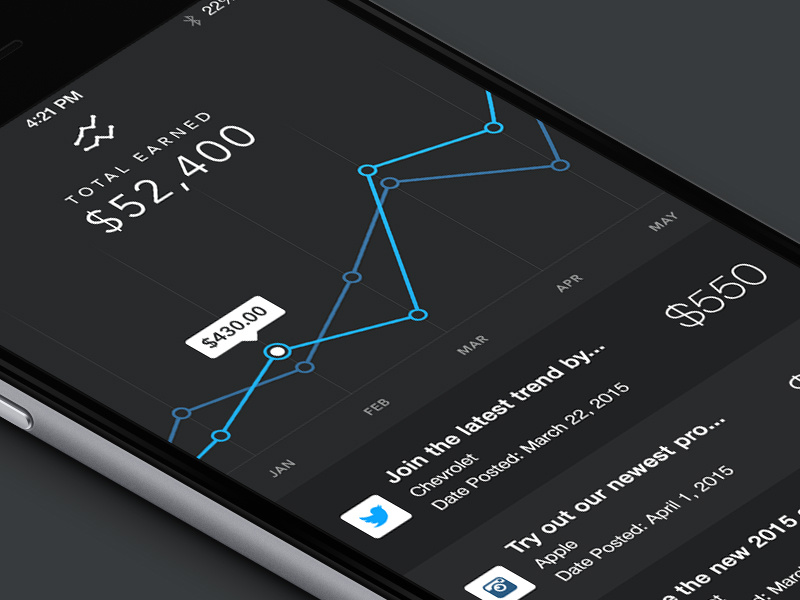 22%
4:21 PM
TOTAL EARNED
$52,400
$430.00
JAN
FEB
MAR
APR
MAY
Join the latest trend by...
Chevrolet
Date Posted: March 22, 2015
$550
Try out our newest pro...
Apple
Date Posted: April 1, 2015
the new 2015